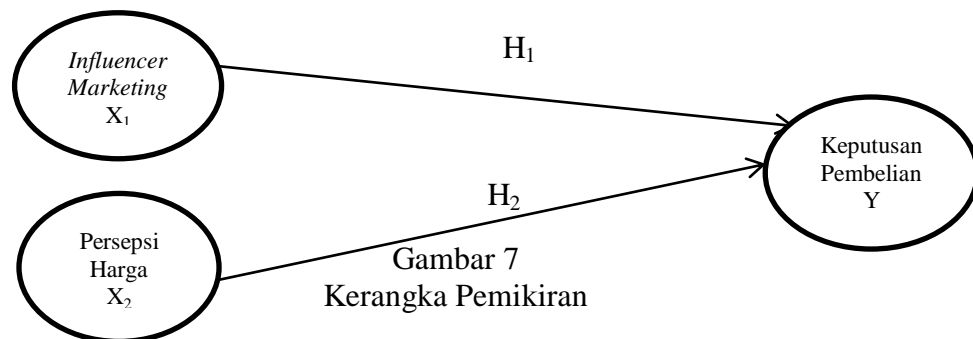 Influencer
Marketing
X₁
H₁
Keputusan
Pembelian
Y
H₂
Persepsi
Harga
X₂
Gambar 7
Kerangka Pemikiran